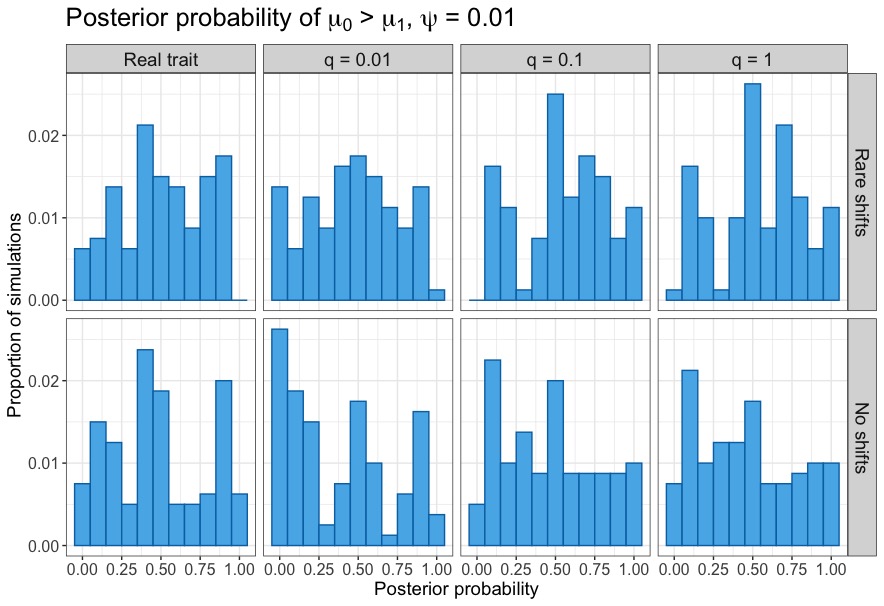 Posterior probability of μ₀ > μ₁, ψ = 0.01
Real trait
q = 0.01
q = 0.1
q = 1
Proportion of simulations
0.02
0.01
0.00
Rare shifts
0.02
0.01
0.00
No shifts
0.00 0.25 0.50 0.75 1.00
0.00 0.25 0.50 0.75 1.00
0.00 0.25 0.50 0.75 1.00
0.00 0.25 0.50 0.75 1.00
Posterior probability